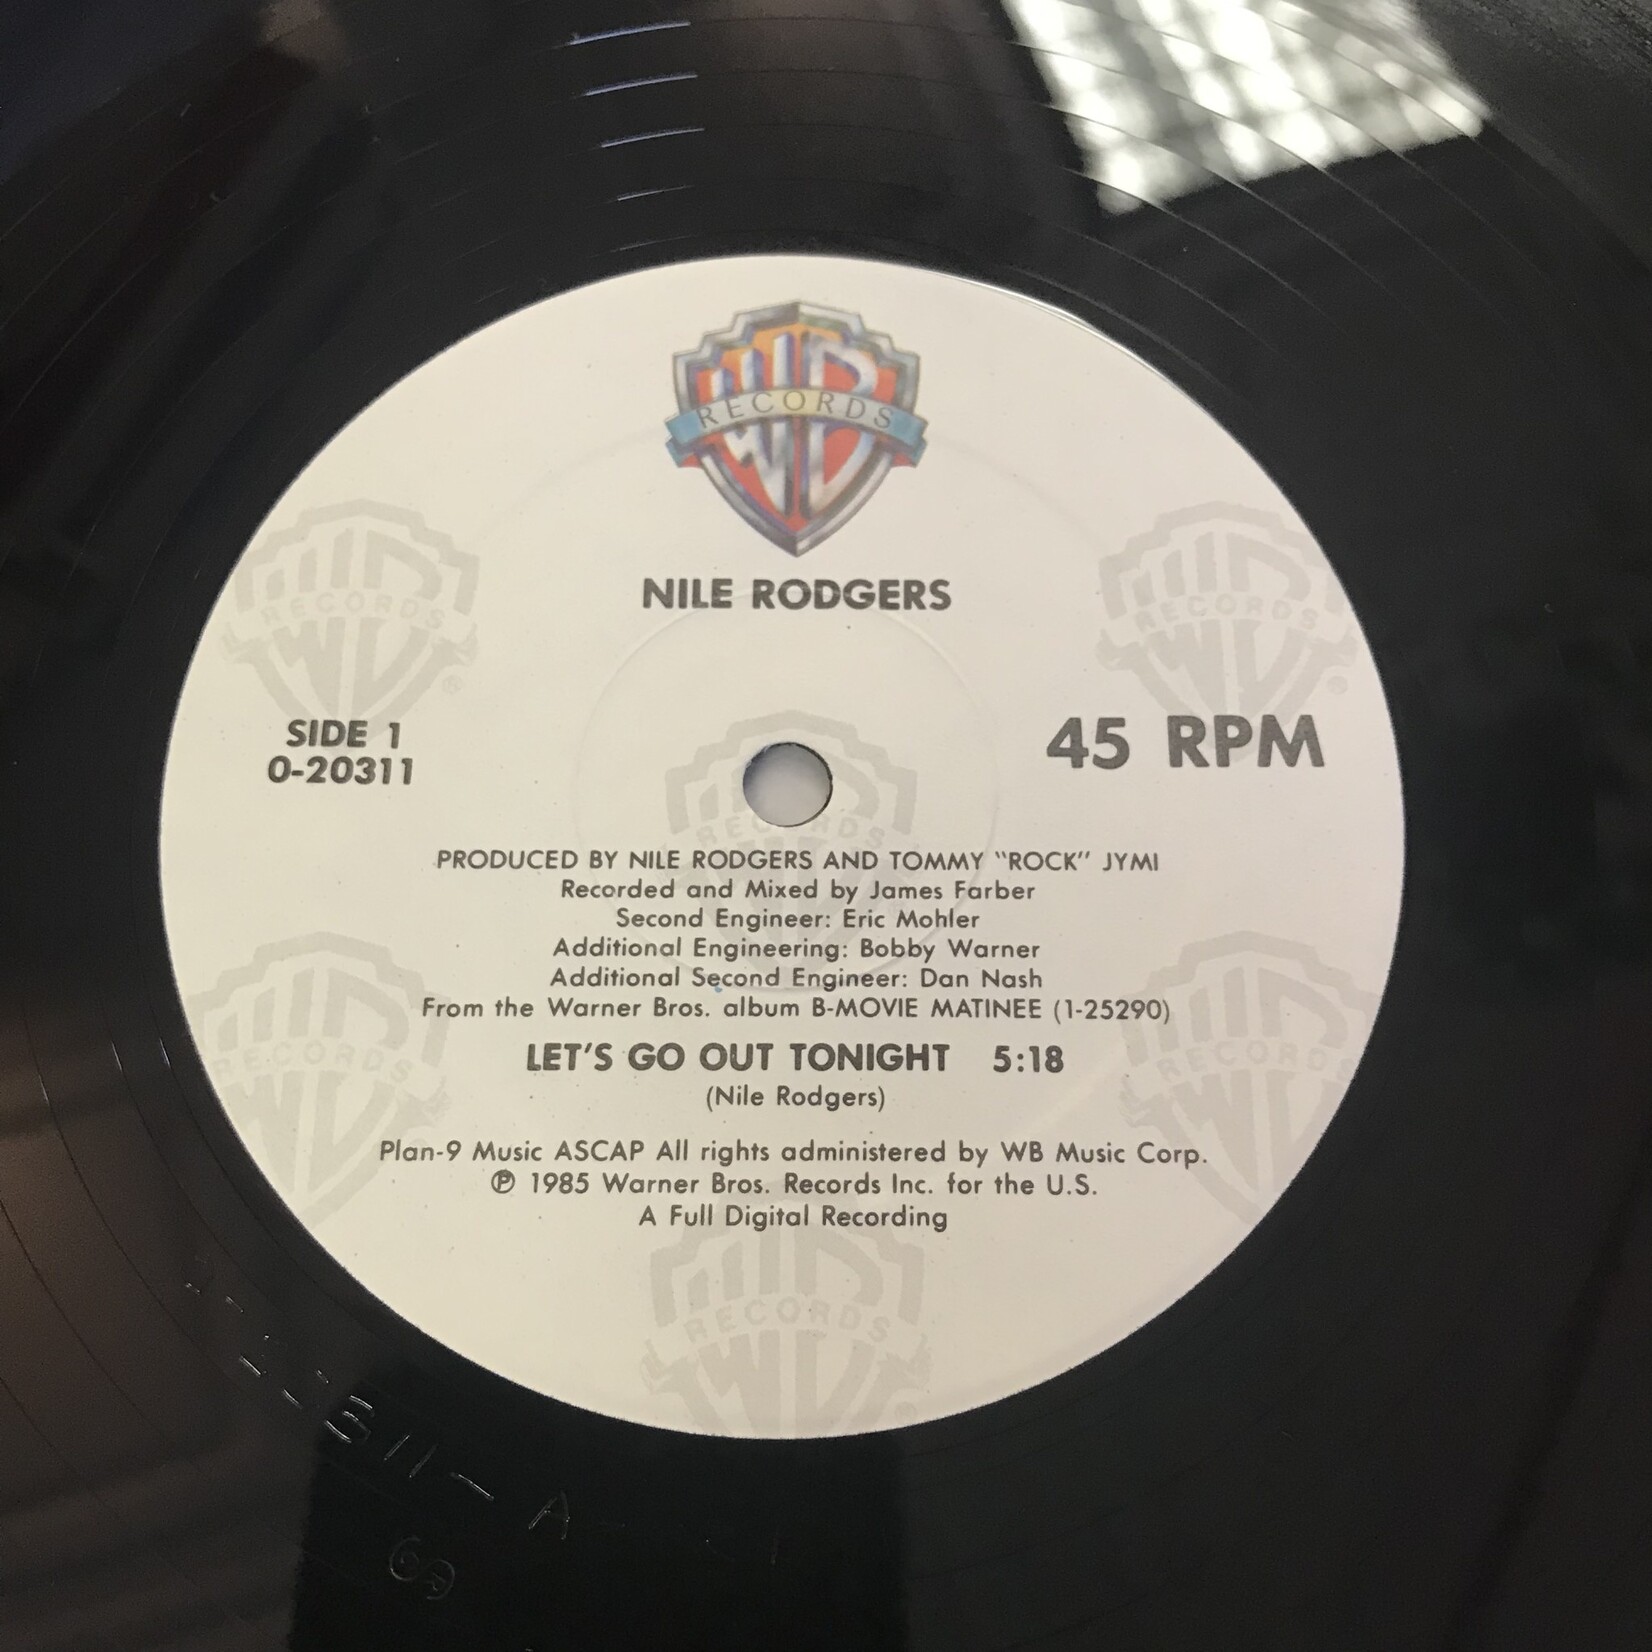 WB
RECORDS
NILE RODGERS
SIDE 1
0-20311
45 RPM
PRODUCED BY NILE RODGERS AND TOMMY "ROCK" JYMI
Recorded and Mixed by James Farber
Second Engineer: Eric Mohler
Additional Engineering: Bobby Warner
Additional Second Engineer: Dan Nash
From the Warner Bros. album B-MOVIE MATINEE (1-25290)
LET'S GO OUT TONIGHT 5:18
(Nile Rodgers)
Plan-9 Music ASCAP All rights administered by WB Music Corp.
℗ 1985 Warner Bros. Records Inc. for the U.S.
A Full Digital Recording